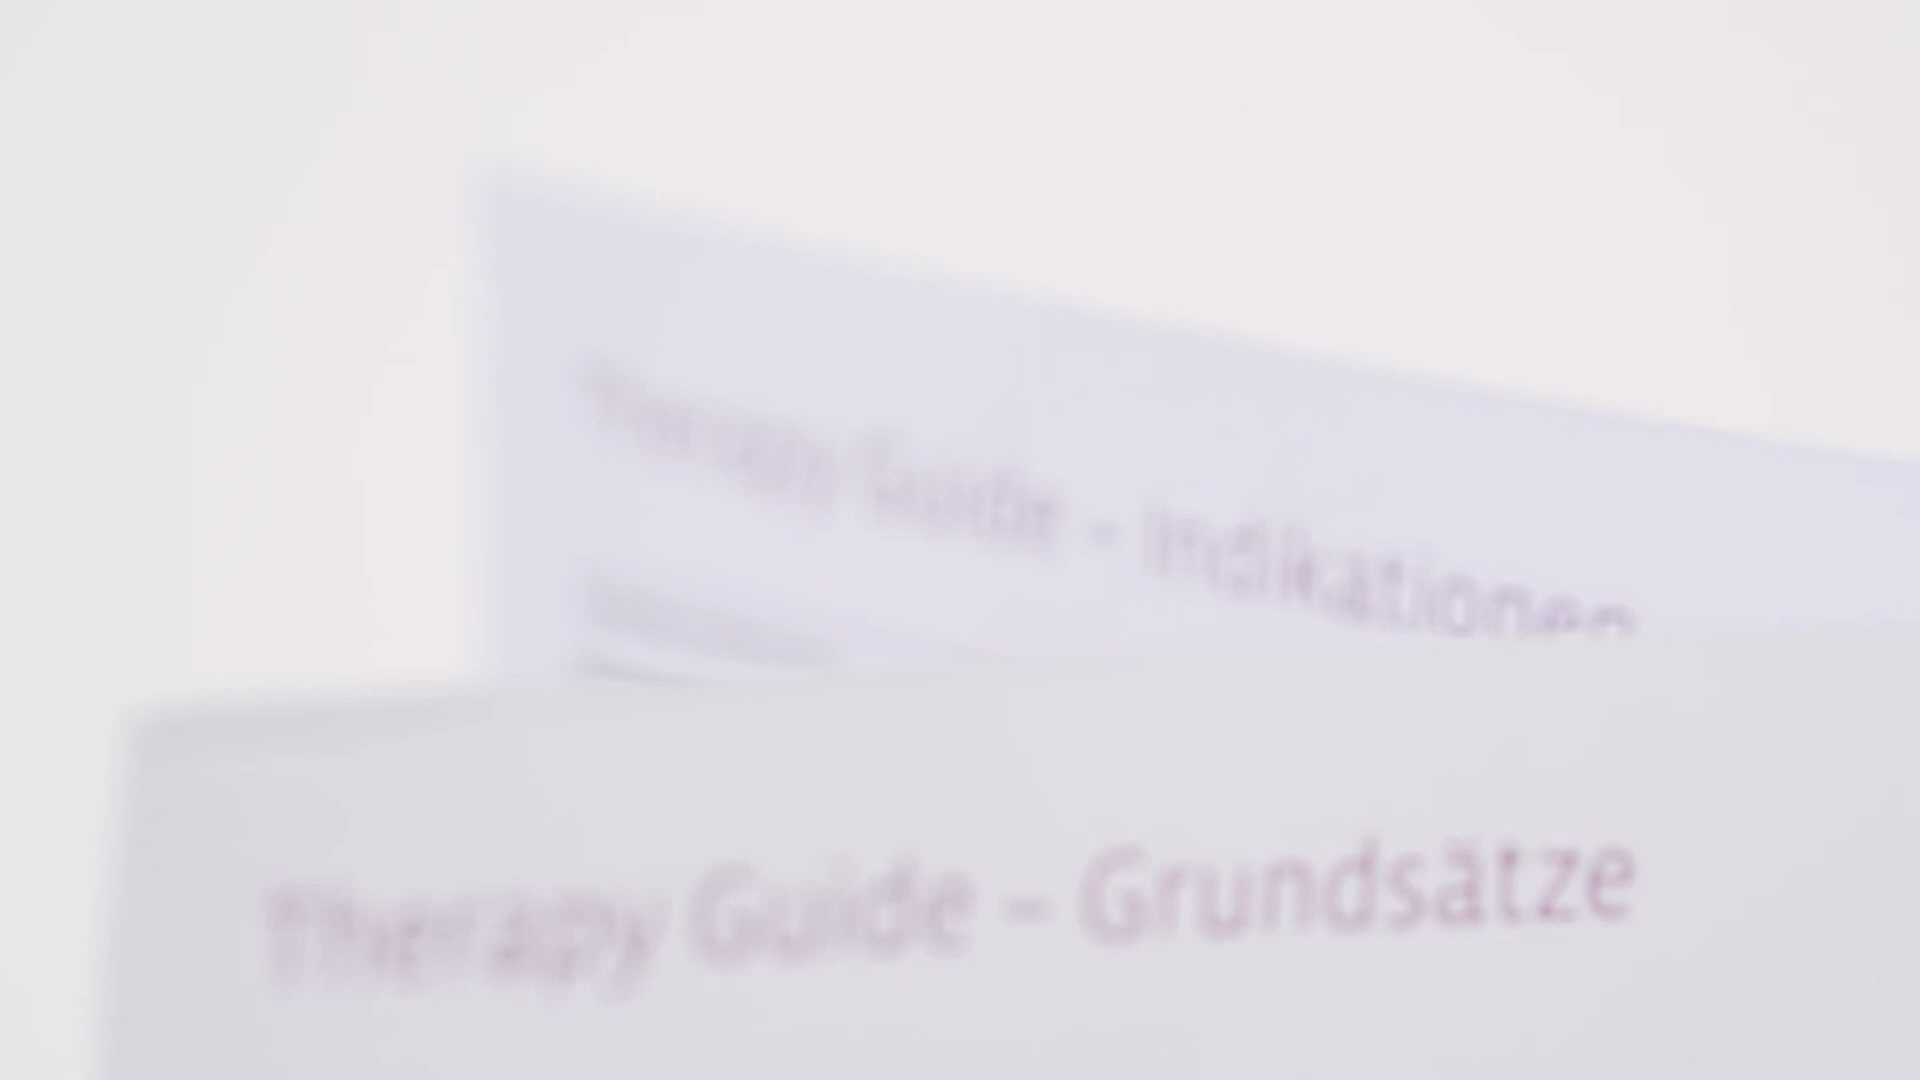 Therapy Guide - Indikationen
Therapy Guide – Grundsätze